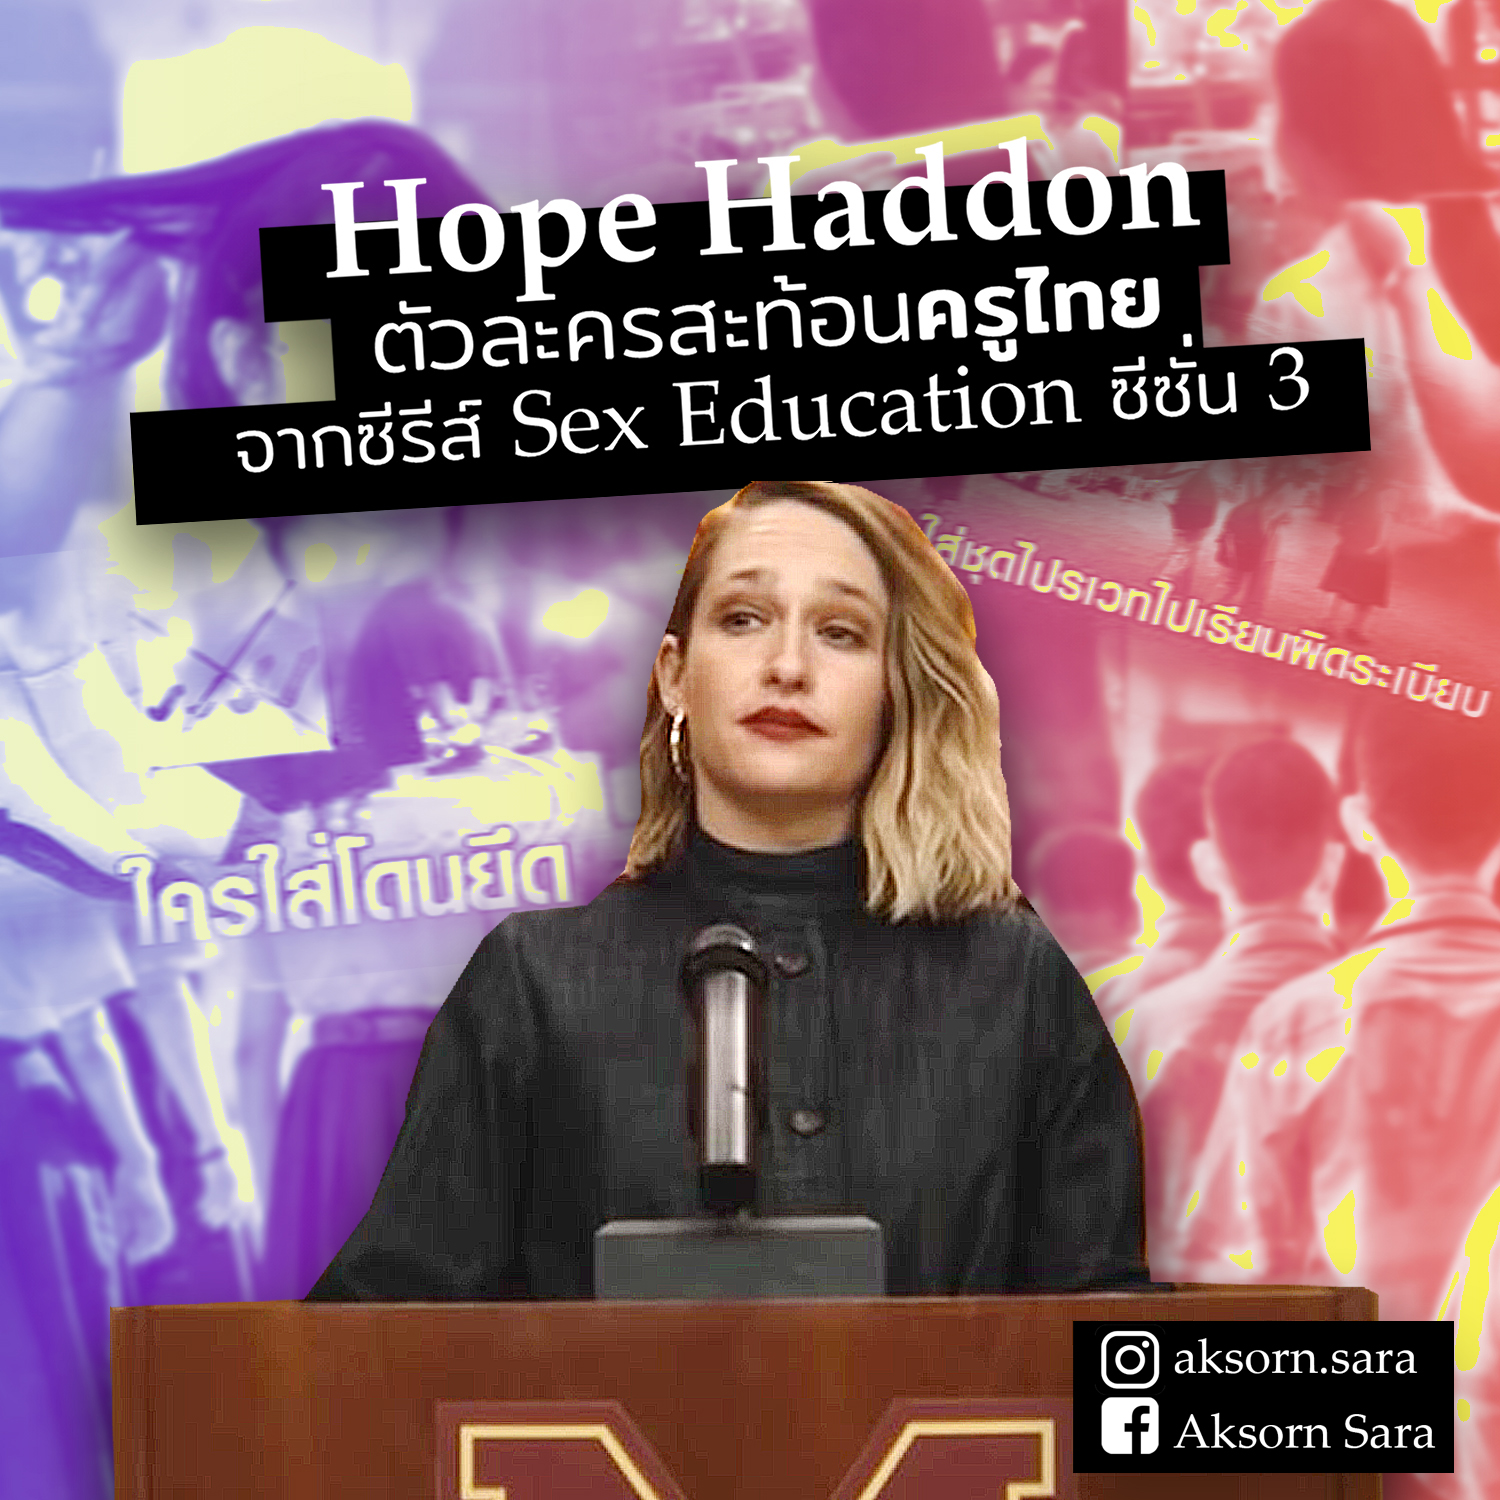 Hope Haddon
ตัวละครสะท้อนครูไทย
จากซีรีส์ Sex Education ซีซั่น 3
ใส่ชุดไปรเวทไปเรียนผิดระเบียบ
ใครใส่โดนยึด
M
aksorn.sara
Aksorn Sara